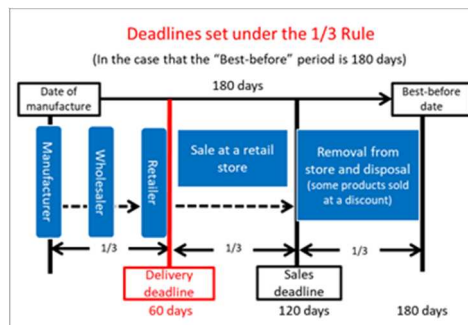 Deadlines set under the 1/3 Rule
(In the case that the "Best-before" period is 180 days)
Date of
manufacture
180 days
Best-before
date
Manufacturer
Wholesaler
Retailer
Sale at a retail
store
Removal from
store and disposal
(some products sold
at a discount)
1/3
1/3
1/3
Delivery
deadline
Sales
deadline
60 days
120 days
180 days